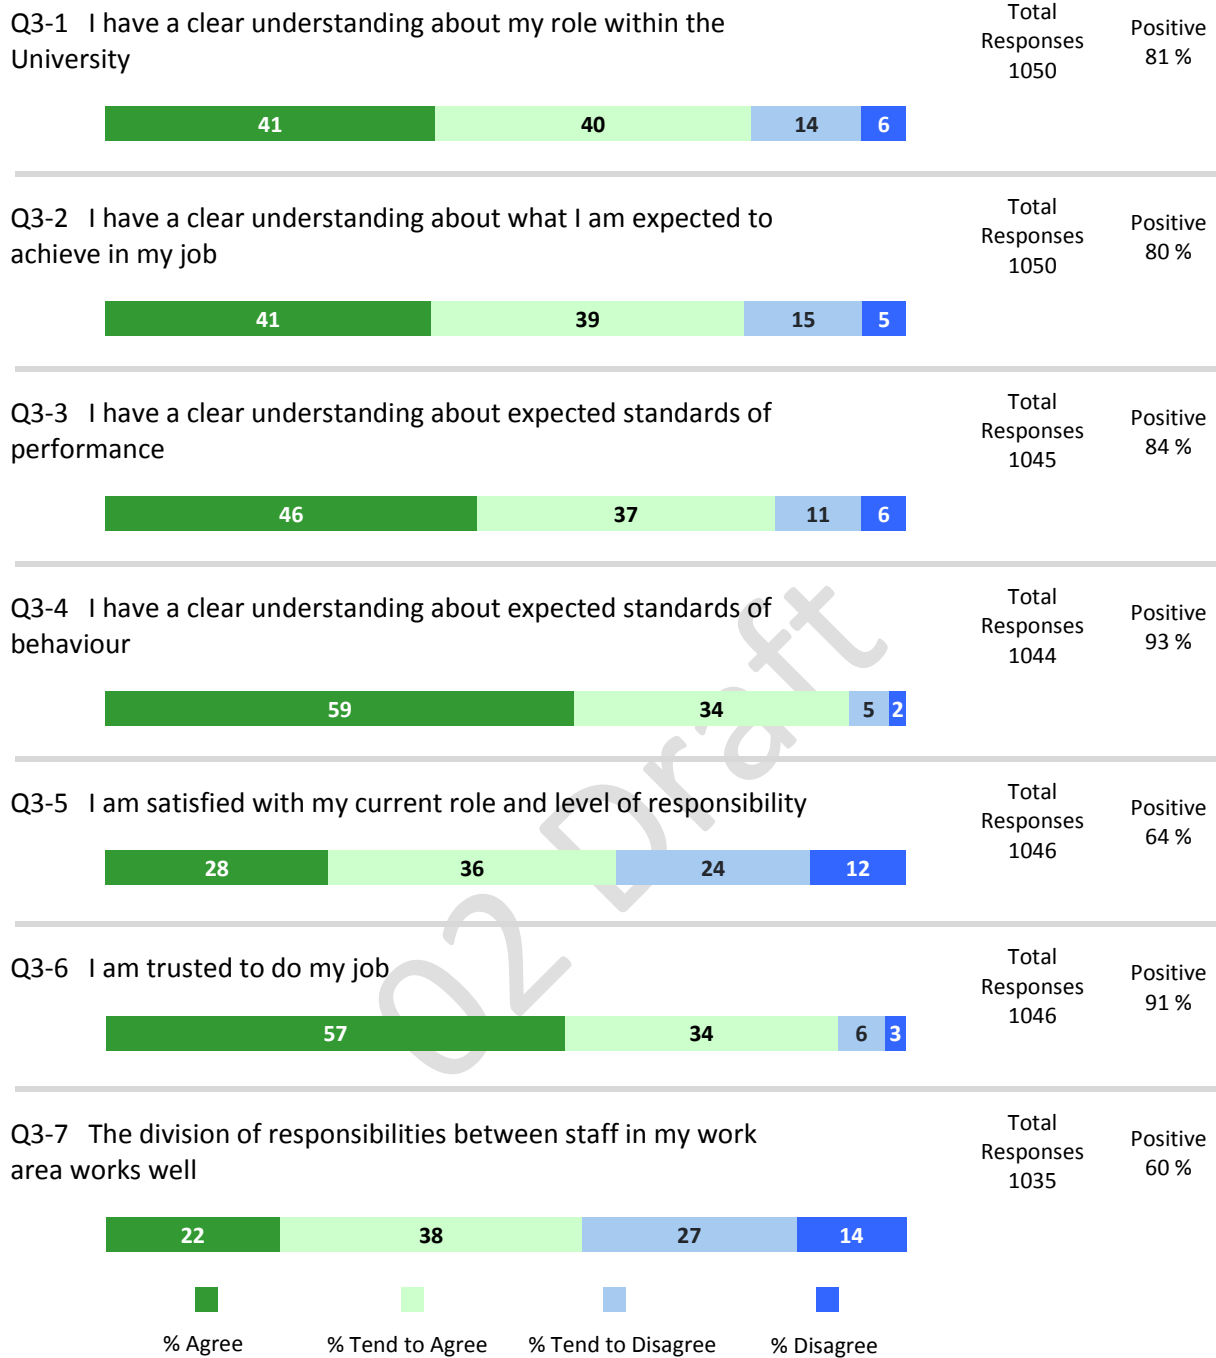 Q3-1 I have a clear understanding about my role within the
University
Total
Responses
1050
Positive
81 %
41 40 14 6
Q3-2 I have a clear understanding about what I am expected to
achieve in my job
Total
Responses
1050
Positive
80 %
41 39 15 5
Q3-3 I have a clear understanding about expected standards of
performance
Total
Responses
1045
Positive
84 %
46 37 11 6
Q3-4 I have a clear understanding about expected standards of
behaviour
Total
Responses
1044
Positive
93 %
59 34 5 2
Q3-5 I am satisfied with my current role and level of responsibility
Total
Responses
1046
Positive
64 %
28 36 24 12
Q3-6 I am trusted to do my job
Total
Responses
1046
Positive
91 %
57 34 6 3
Q3-7 The division of responsibilities between staff in my work
area works well
Total
Responses
1035
Positive
60 %
22 38 27 14
% Agree % Tend to Agree % Tend to Disagree % Disagree
02 Draft